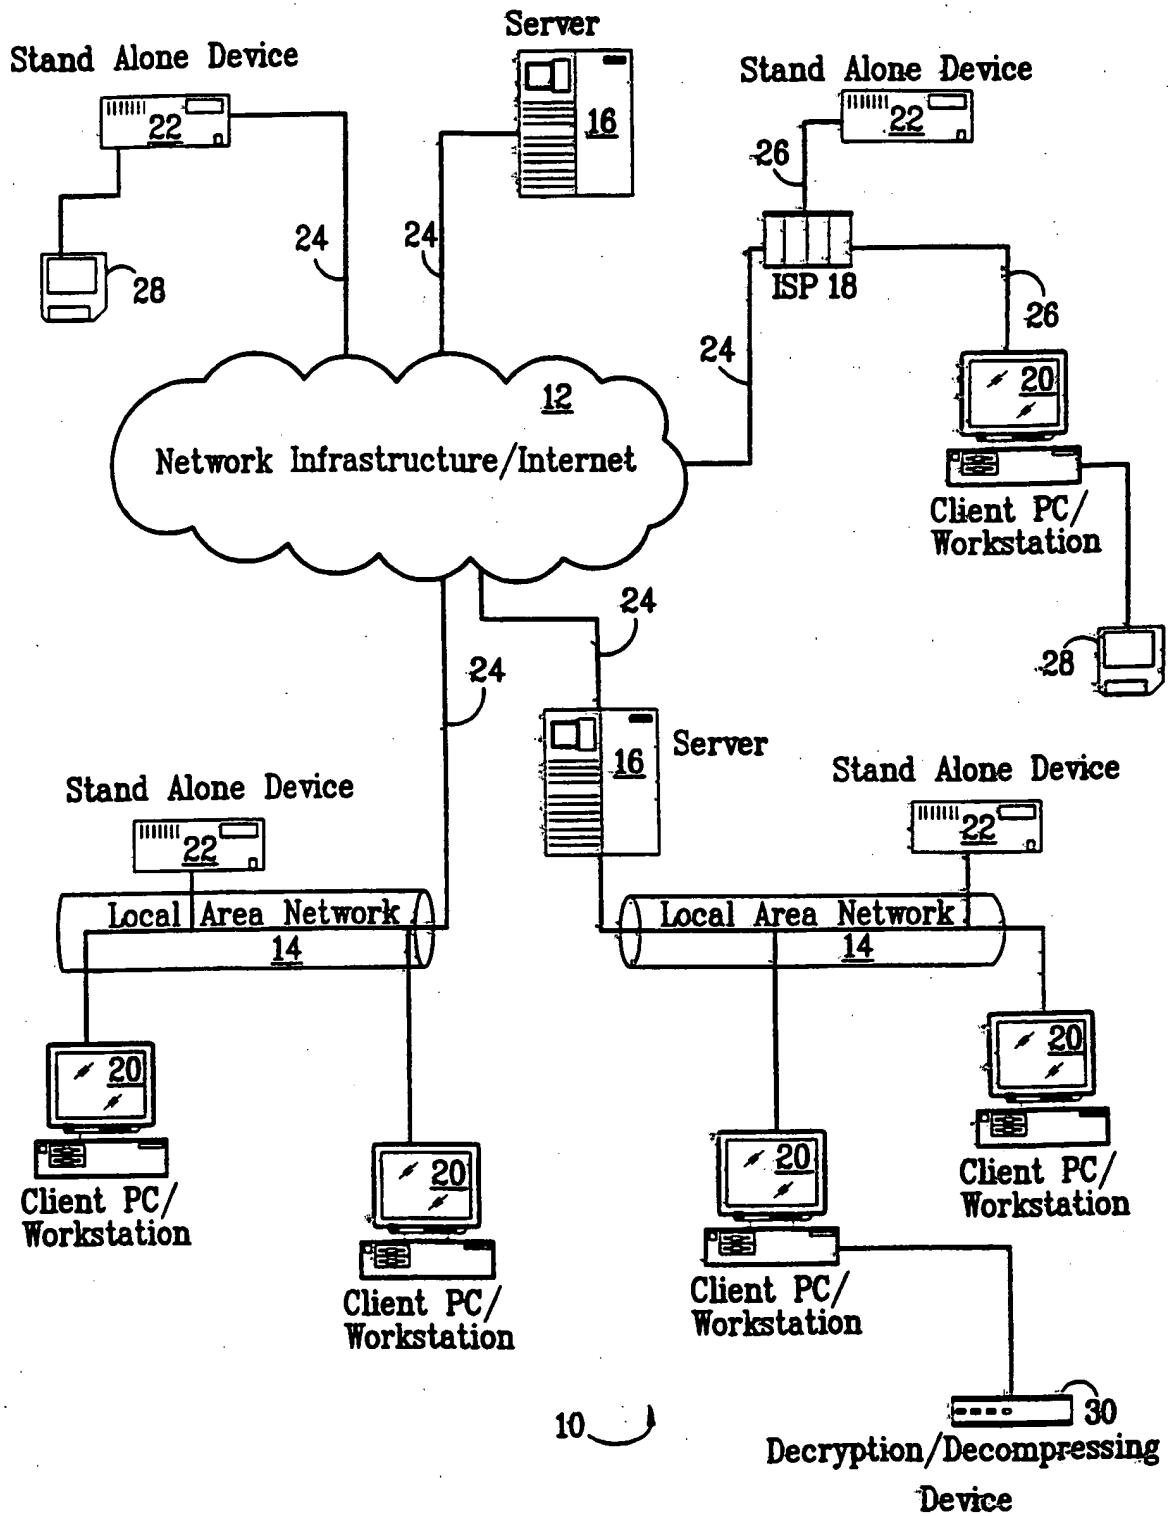 Server
Stand Alone Device
Stand Alone Device
22
16
22
26
24
24
28
ISP 18
26
24
20
12
Network Infrastructure/Internet
Client PC/
Workstation
24
28
24
16
Server
Stand Alone Device
Stand Alone Device
22
22
Local Area Network
14
Local Area Network
14
20
20
Client PC/
Workstation
20
Client PC/
Workstation
20
Client PC/
Workstation
Client PC/
Workstation
10
30
Decryption/Decompressing
Device